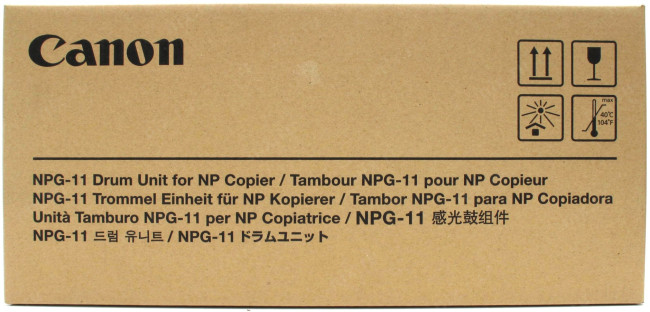 Canon
max
40°C
104°F
NPG-11 Drum Unit for NP Copier / Tambour NPG-11 pour NP Copieur
NPG-11 Trommel Einheit für NP Kopierer / Tambor NPG-11 para NP Copiadora
Unità Tamburo NPG-11 per NP Copiatrice / NPG-11 感光鼓组件
NPG-11 드럼 유니트 / NPG-11 ドラムユニット